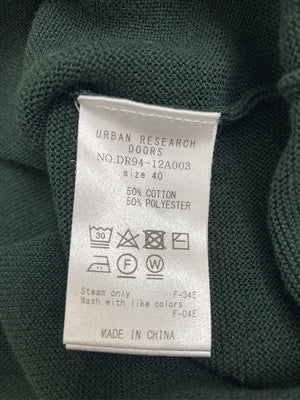 URBAN RESEARCH
DOORS
NO.DR94-12A003
size 40
50% COTTON
50% POLYESTER
30
F W
Steam only F-34E
Wash with like colors F-04E
MADE IN CHINA